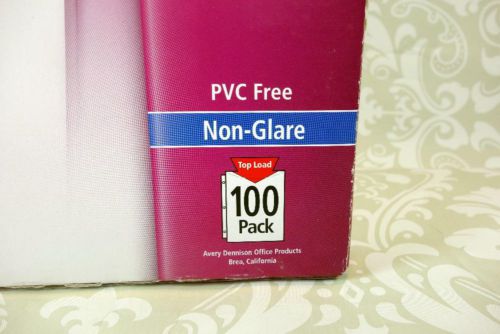 PVC Free
Non-Glare
Top Load
100
Pack
Avery Dennison Office Products
Brea, California